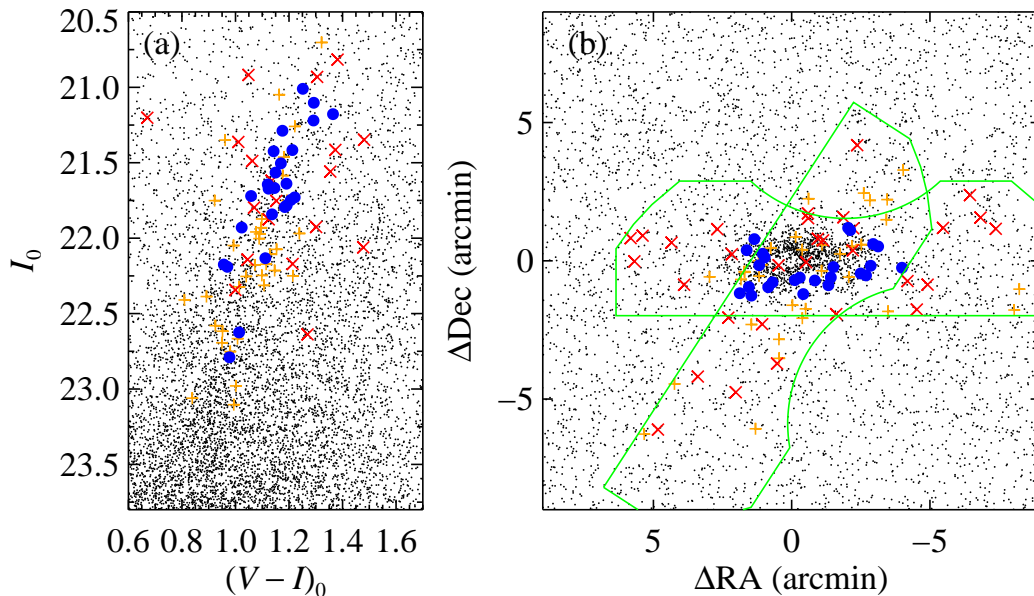 (a)
20.5
21.0
21.5
22.0
22.5
23.0
23.5
I₀
0.6 0.8 1.0 1.2 1.4 1.6
(V − I)₀
(b)
5
0
−5
ΔDec (arcmin)
5 0 −5
ΔRA (arcmin)